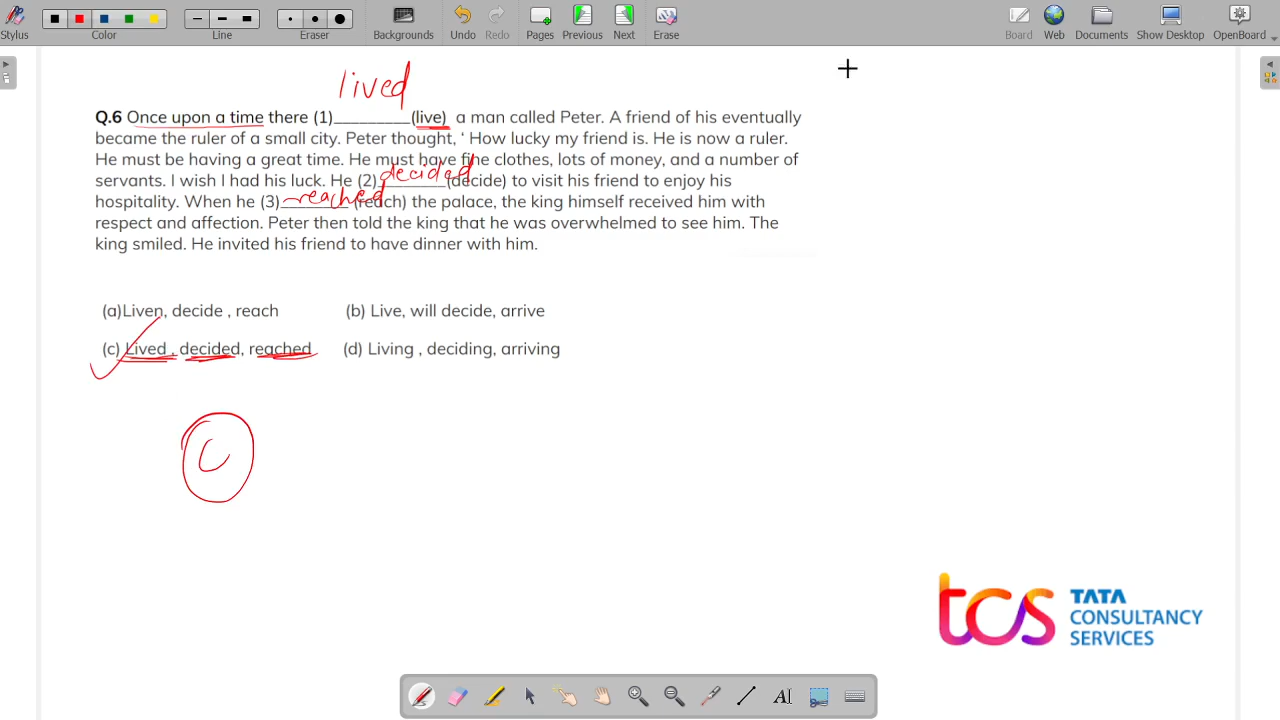 Stylus
Color
Line
Eraser
Backgrounds
Undo
Redo
Pages
Previous
Next
Erase
Board
Web
Documents
Show Desktop
OpenBoard
lived
Q.6 Once upon a time there (1)_________(live) a man called Peter. A friend of his eventually
became the ruler of a small city. Peter thought, ‘ How lucky my friend is. He is now a ruler.
He must be having a great time. He must have fine clothes, lots of money, and a number of
decided
servants. I wish I had his luck. He (2)________(decide) to visit his friend to enjoy his
reached
hospitality. When he (3)_________(reach) the palace, the king himself received him with
respect and affection. Peter then told the king that he was overwhelmed to see him. The
king smiled. He invited his friend to have dinner with him.
(a)Liven, decide , reach (b) Live, will decide, arrive
(c) Lived , decided, reached (d) Living , deciding, arriving
C
tcs TATA
CONSULTANCY
SERVICES